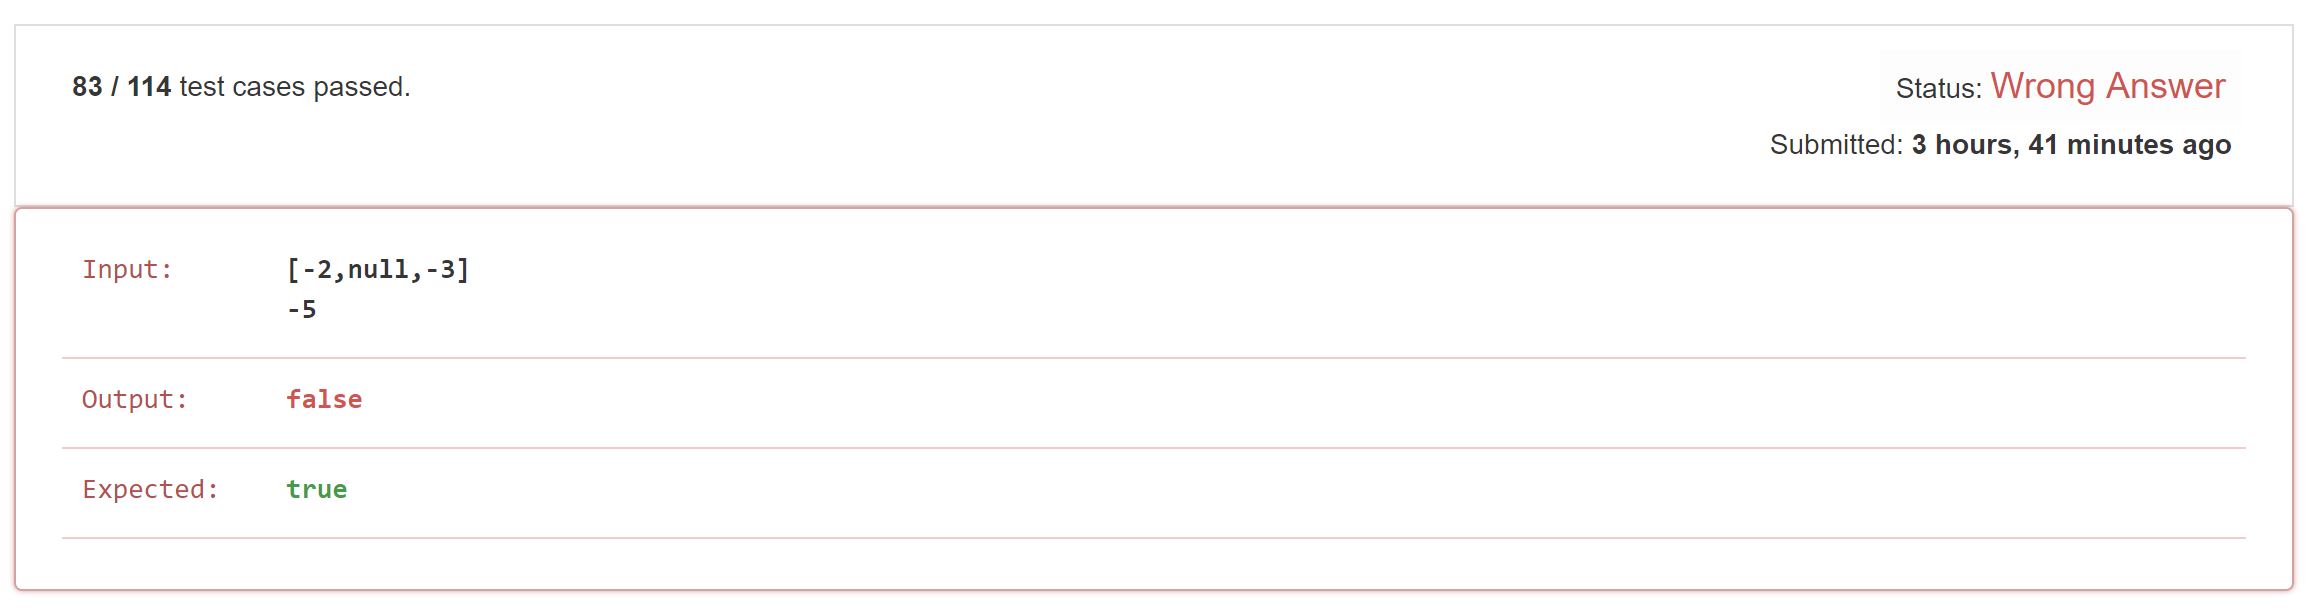 83 / 114 test cases passed.
Status: Wrong Answer
Submitted: 3 hours, 41 minutes ago
Input: [-2,null,-3]
-5
Output: false
Expected: true